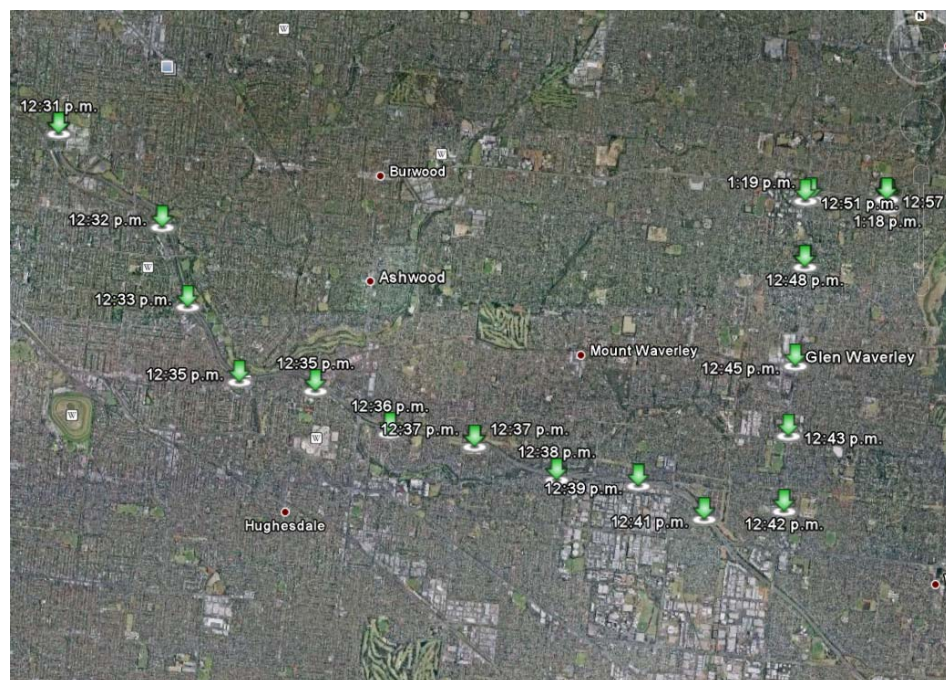 N
W
12:31 p.m.
W
Burwood
1:19 p.m.
12:51 p.m.
12:57
1:18 p.m.
12:32 p.m.
W
Ashwood
12:48 p.m.
12:33 p.m.
Mount Waverley
Glen Waverley
12:35 p.m.
12:35 p.m.
12:45 p.m.
W
12:36 p.m.
12:37 p.m.
12:37 p.m.
W
12:43 p.m.
12:38 p.m.
12:39 p.m.
12:41 p.m.
12:42 p.m.
Hughesdale